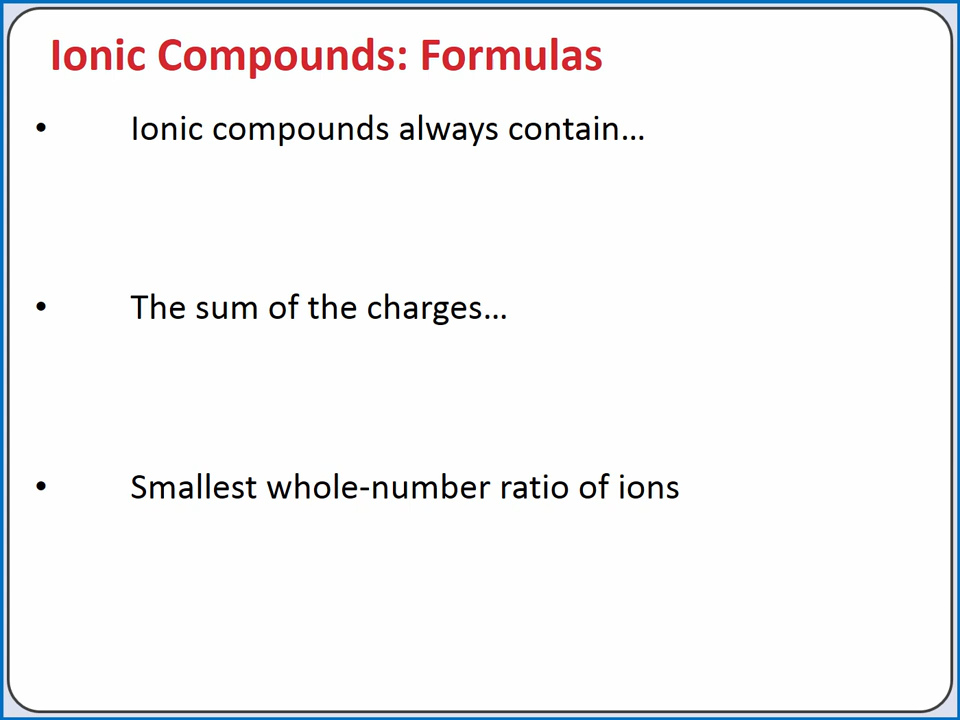 Ionic Compounds: Formulas
• Ionic compounds always contain…
• The sum of the charges…
• Smallest whole-number ratio of ions